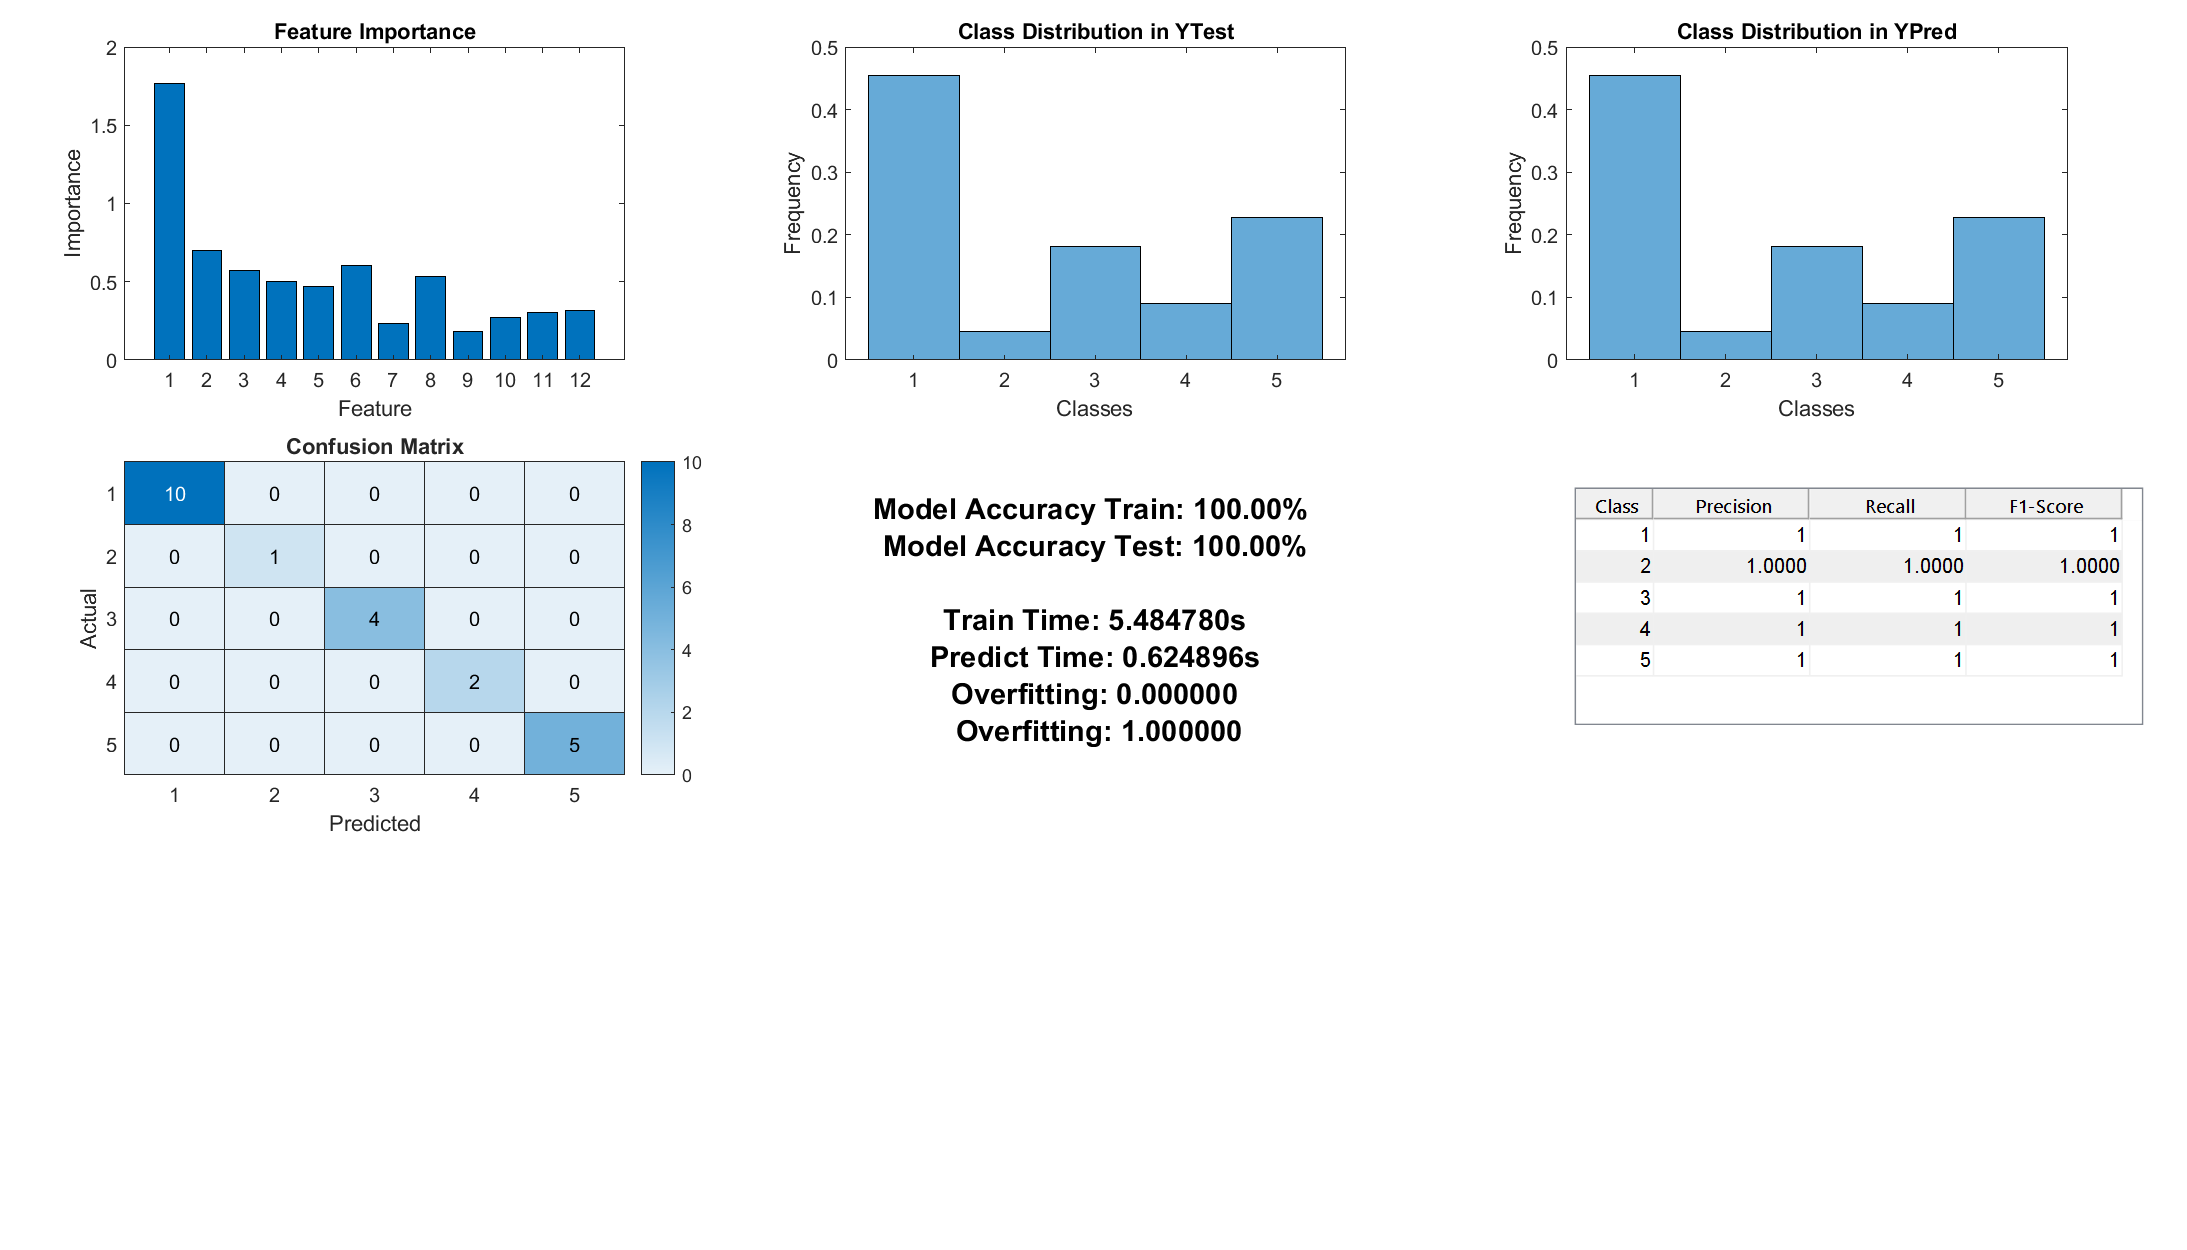 Feature Importance
2
1.5
1
0.5
0
Importance
1 2 3 4 5 6 7 8 9 10 11 12
Feature
Class Distribution in YTest
0.5
0.4
0.3
0.2
0.1
0
Frequency
1 2 3 4 5
Classes
Class Distribution in YPred
0.5
0.4
0.3
0.2
0.1
0
Frequency
1 2 3 4 5
Classes
Confusion Matrix
Actual
1 10 0 0 0 0
2 0 1 0 0 0
3 0 0 4 0 0
4 0 0 0 2 0
5 0 0 0 0 5
1 2 3 4 5
Predicted
10
8
6
4
2
0
Model Accuracy Train: 100.00%
Model Accuracy Test: 100.00%
Train Time: 5.484780s
Predict Time: 0.624896s
Overfitting: 0.000000
Overfitting: 1.000000
Class Precision Recall F1-Score
1 1 1 1
2 1.0000 1.0000 1.0000
3 1 1 1
4 1 1 1
5 1 1 1